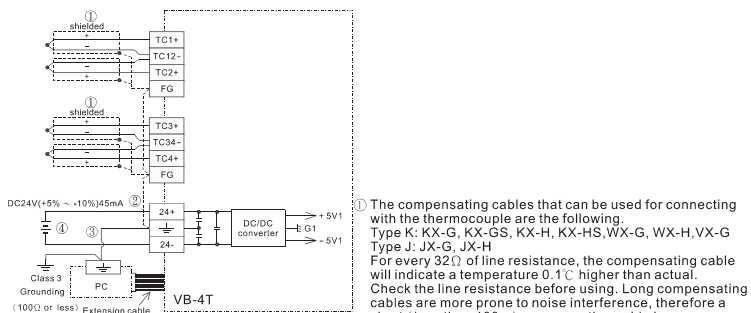 ①
shielded
+
−
−
+
TC1+
TC12−
TC2+
FG
①
shielded
+
−
−
+
TC3+
TC34−
TC4+
FG
DC24V(+5% ~ -10%)45mA ②
④
③
24+
24-
DC/DC
converter
+ 5V1
G1
− 5V1
Class 3
Grounding
(100Ω or less)
PC
Extension cable
VB-4T
① The compensating cables that can be used for connecting
with the thermocouple are the following.
Type K: KX-G, KX-GS, KX-H, KX-HS,WX-G, WX-H,VX-G
Type J: JX-G, JX-H
For every 32Ω of line resistance, the compensating cable
will indicate a temperature 0.1℃ higher than actual.
Check the line resistance before using. Long compensating
cables are more prone to noise interference, therefore a